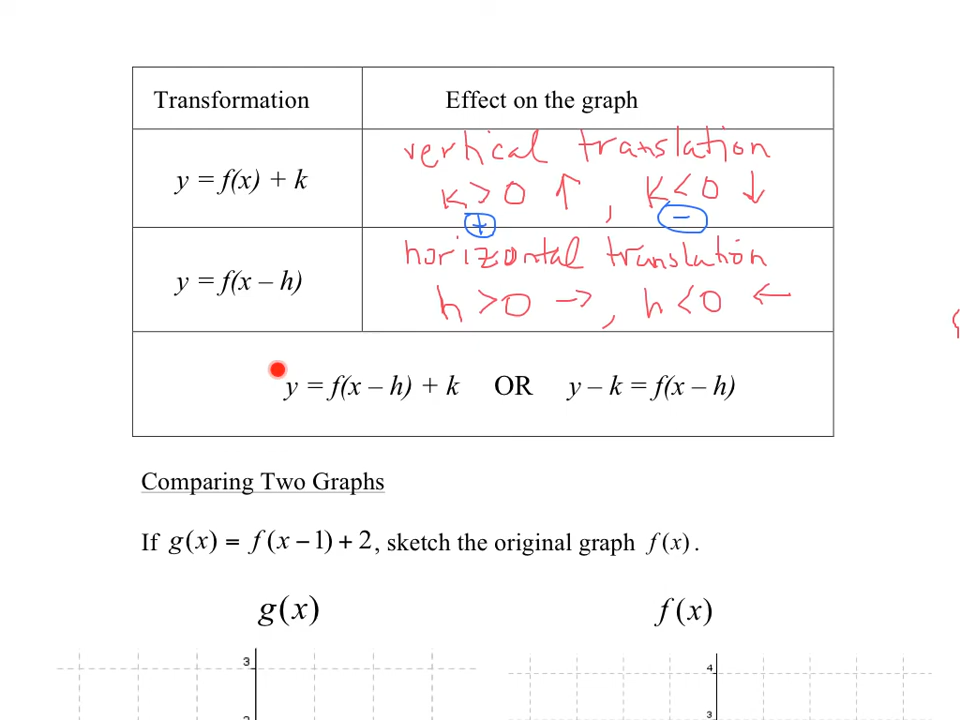 Transformation Effect on the graph
y = f(x) + k vertical translation
k > 0 ↑ , k < 0 ↓
+ −
y = f(x – h) horizontal translation
h > 0 → , h < 0 ←
y = f(x – h) + k OR y – k = f(x – h)
Comparing Two Graphs
If g(x) = f(x − 1) + 2, sketch the original graph f(x).
g(x) f(x)
3 4
3